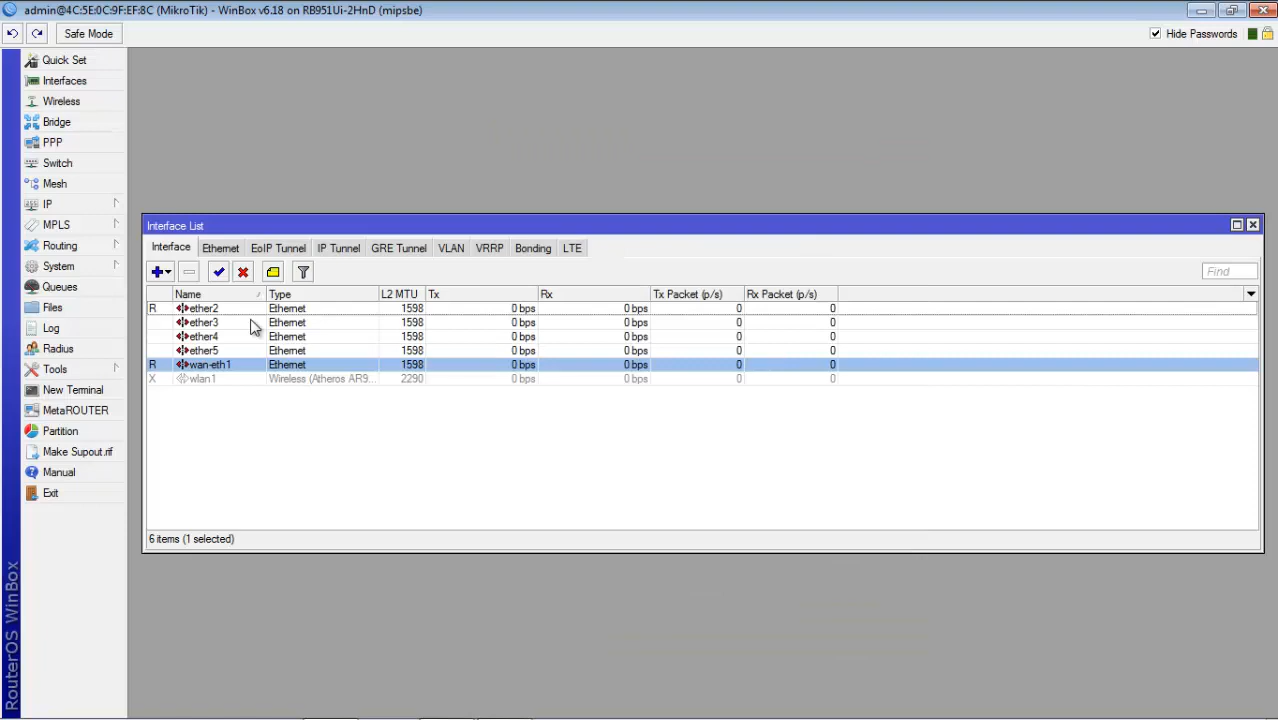 admin@4C:5E:0C:9F:EF:8C (MikroTik) - WinBox v6.18 on RB951Ui-2HnD (mipsbe)
Safe Mode
Hide Passwords
Quick Set
Interfaces
Wireless
Bridge
PPP
Switch
Mesh
IP
MPLS
Routing
System
Queues
Files
Log
Radius
Tools
New Terminal
MetaROUTER
Partition
Make Supout.rif
Manual
Exit
RouterOS WinBox
Interface List
Interface Ethernet EoIP Tunnel IP Tunnel GRE Tunnel VLAN VRRP Bonding LTE
Find
Name Type L2 MTU Tx Rx Tx Packet (p/s) Rx Packet (p/s)
R ether2 Ethernet 1598 0 bps 0 bps 0 0
ether3 Ethernet 1598 0 bps 0 bps 0 0
ether4 Ethernet 1598 0 bps 0 bps 0 0
ether5 Ethernet 1598 0 bps 0 bps 0 0
R wan-eth1 Ethernet 1598 0 bps 0 bps 0 0
X wlan1 Wireless (Atheros AR9... 2290 0 bps 0 bps 0 0
6 items (1 selected)